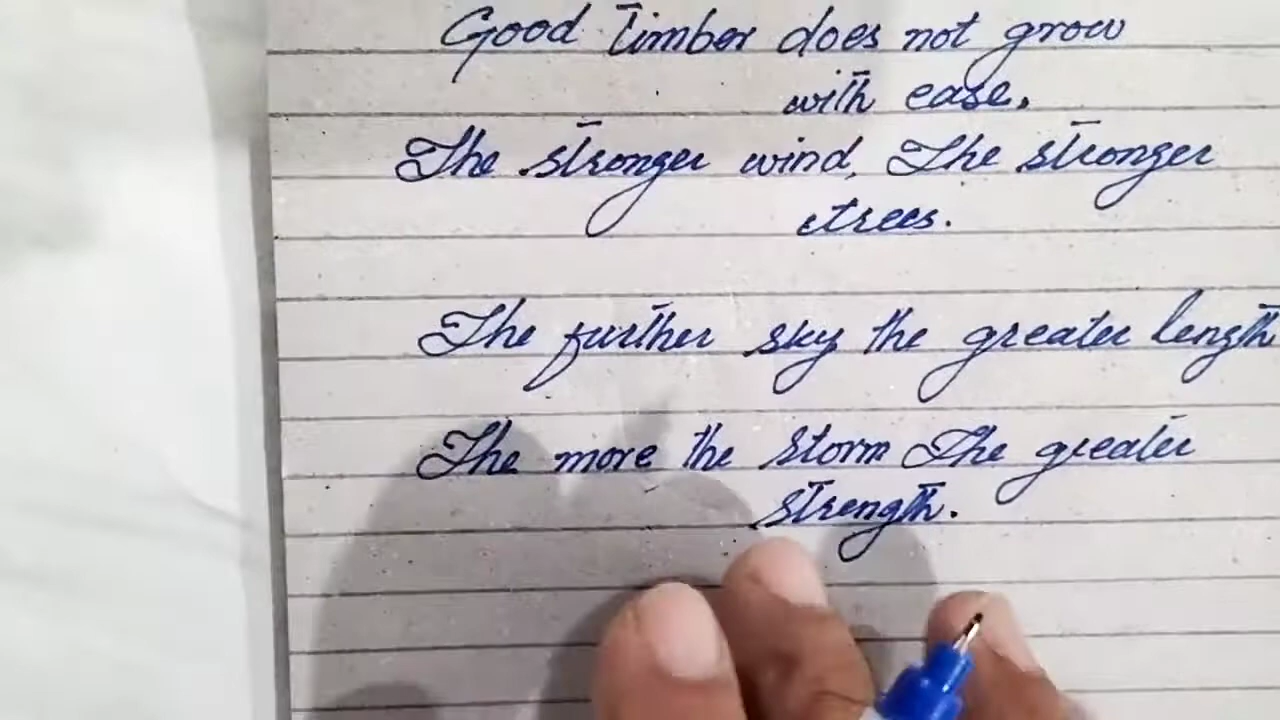 Good timber does not grow
with ease.
The stronger wind, The stronger
trees.
The further sky the greater length
The more the storm The greater
strength.